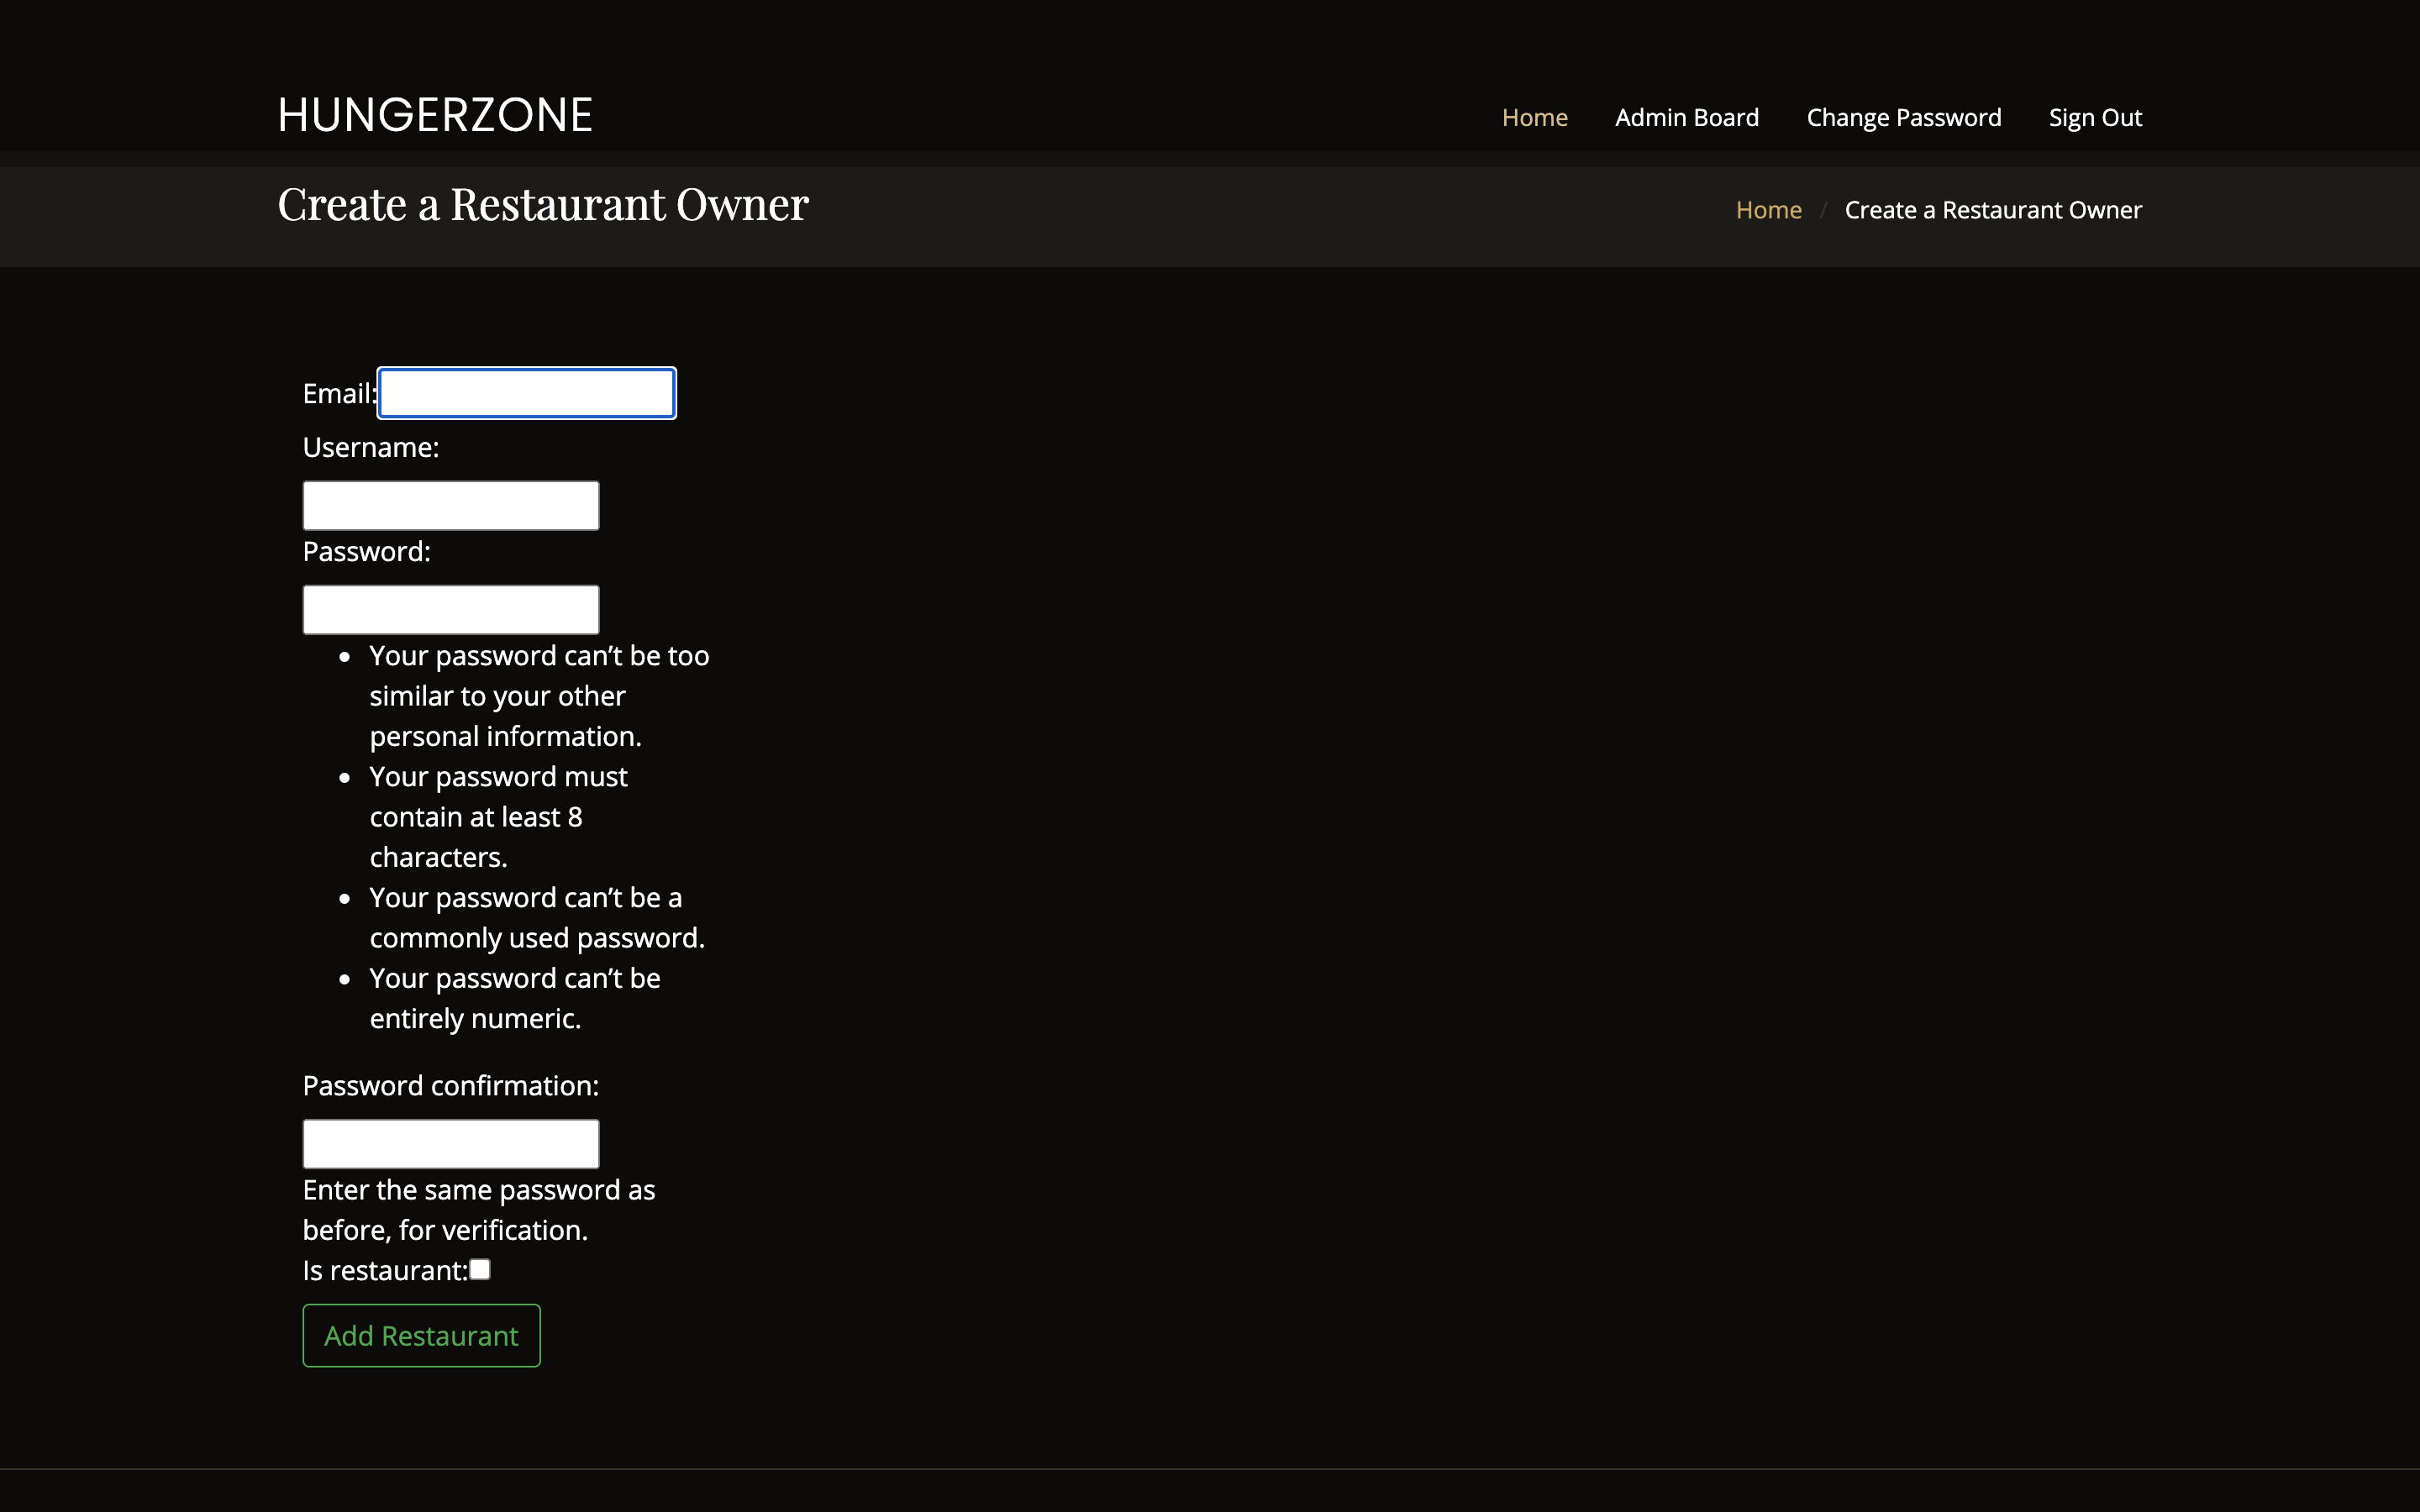 HUNGERZONE
Home Admin Board Change Password Sign Out
Create a Restaurant Owner
Home / Create a Restaurant Owner
Email:
Username:
Password:
• Your password can’t be too
similar to your other
personal information.
• Your password must
contain at least 8
characters.
• Your password can’t be a
commonly used password.
• Your password can’t be
entirely numeric.
Password confirmation:
Enter the same password as
before, for verification.
Is restaurant:
Add Restaurant